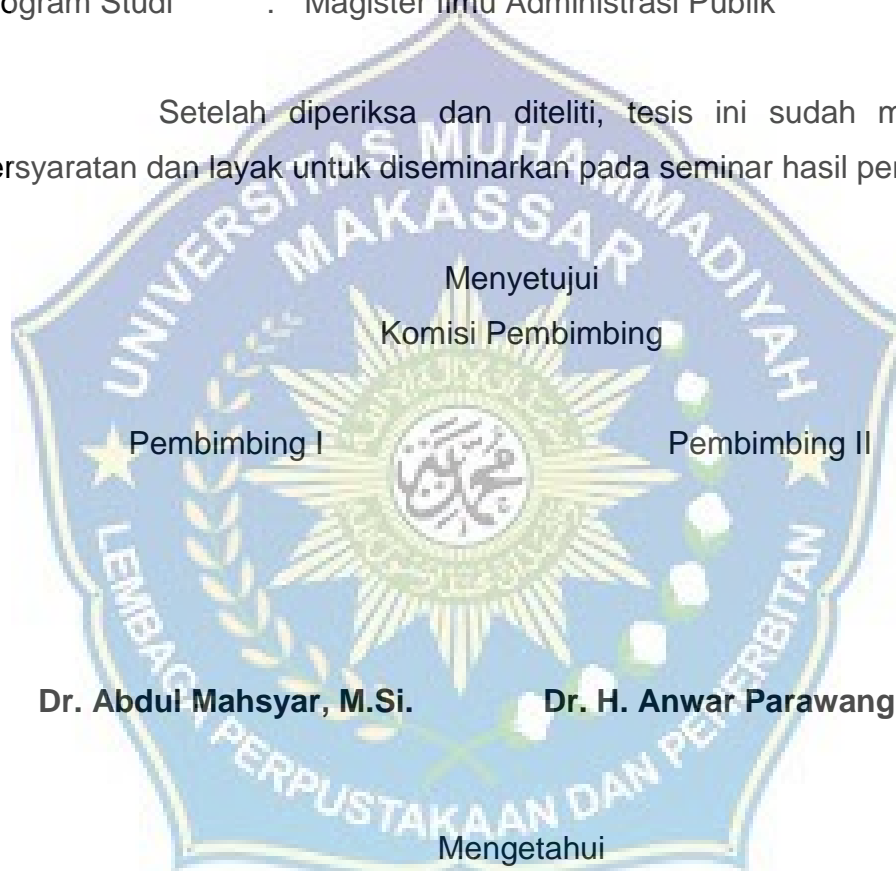 ogram Studi : Magister Ilmu Administrasi Publik
Setelah diperiksa dan diteliti, tesis ini sudah m
ersyaratan dan layak untuk diseminarkan pada seminar hasil per
UNIVERSITAS MUHAMMADIYAH
MAKASSAR
Menyetujui
Komisi Pembimbing
Pembimbing I Pembimbing II
LEMBAGA PERPUSTAKAAN DAN PENERBITAN
Dr. Abdul Mahsyar, M.Si. Dr. H. Anwar Parawangi
Mengetahui